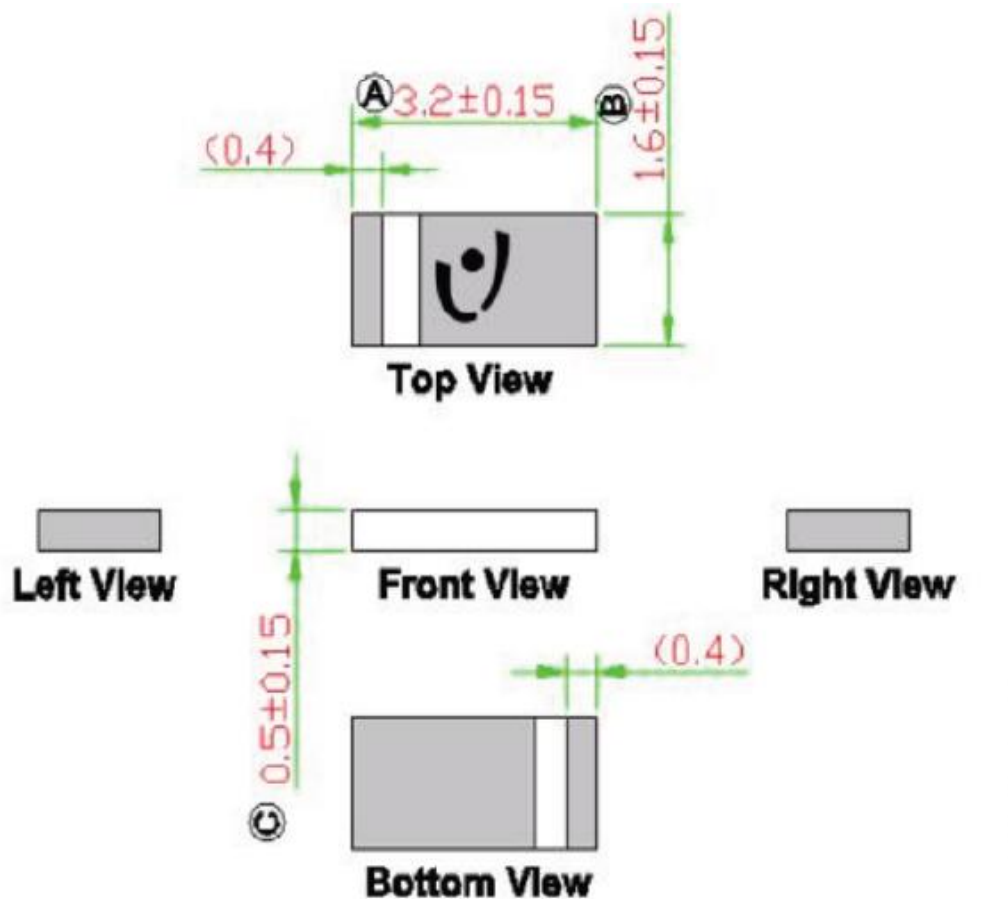 Ⓐ 3.2±0.15
Ⓑ 1.6±0.15
(0.4)
Top View
Left View
Front View
Right View
Ⓒ 0.5±0.15
(0.4)
Bottom View